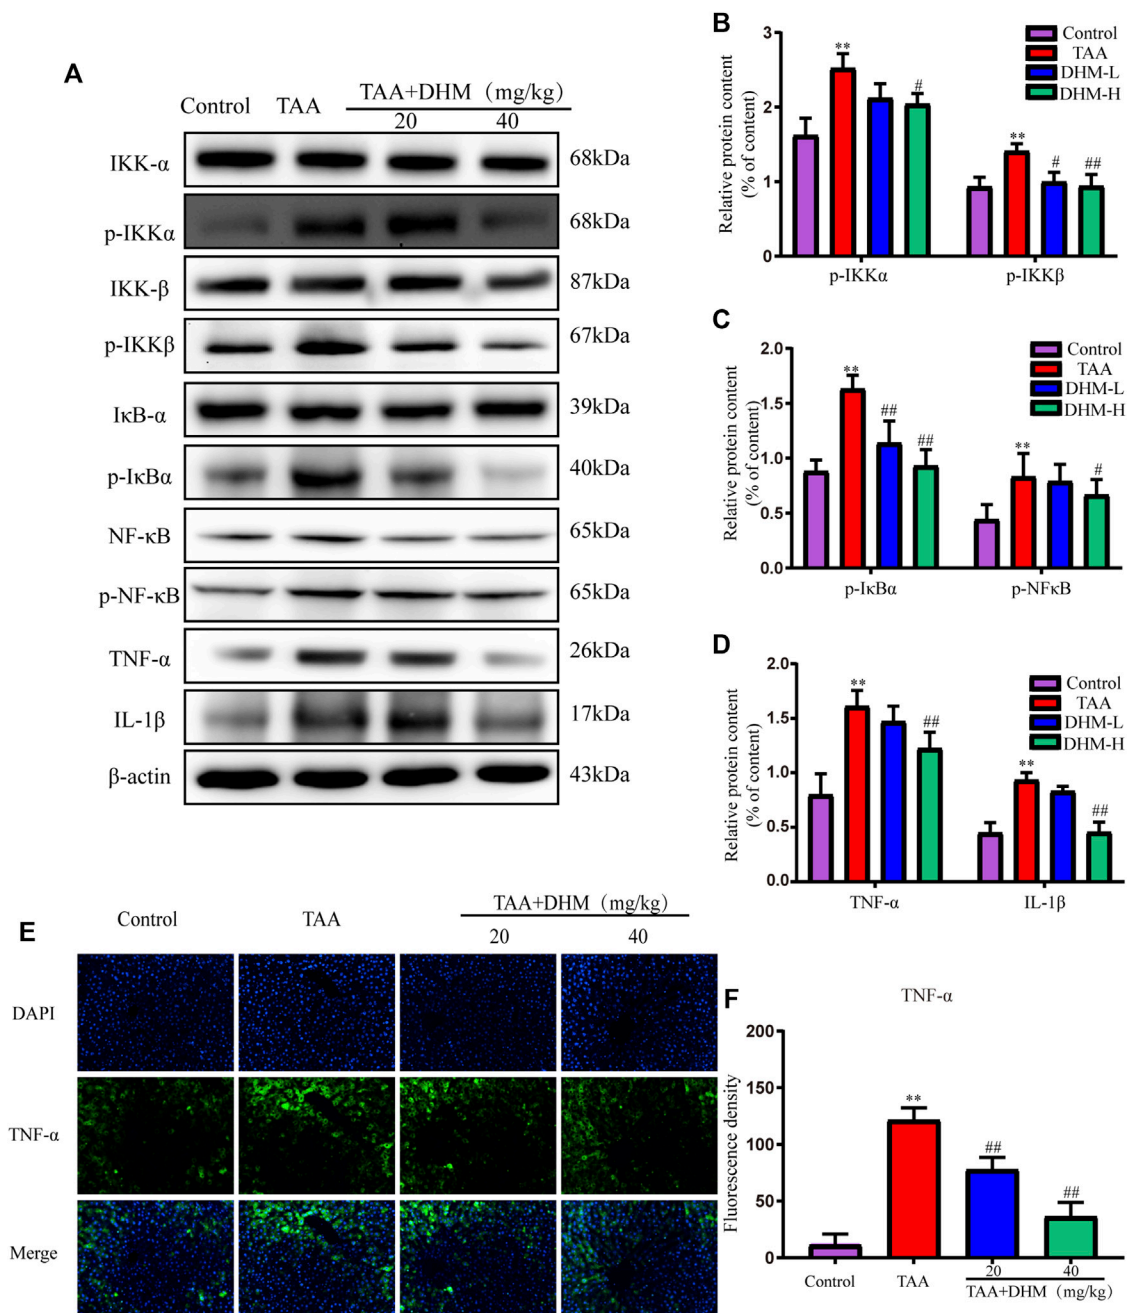 A
Control TAA TAA+DHM (mg/kg)
20 40
IKK-α 68kDa
p-IKKα 68kDa
IKK-β 87kDa
p-IKKβ 67kDa
IκB-α 39kDa
p-IκBα 40kDa
NF-κB 65kDa
p-NF-κB 65kDa
TNF-α 26kDa
IL-1β 17kDa
β-actin 43kDa
B
Relative protein content
(% of content)
3
2
1
0
** # ** # ##
p-IKKα p-IKKβ
Control
TAA
DHM-L
DHM-H
C
Relative protein content
(% of content)
2.0
1.5
1.0
0.5
0.0
** ## ## ** #
p-IκBα p-NFκB
Control
TAA
DHM-L
DHM-H
D
Relative protein content
(% of content)
2.0
1.5
1.0
0.5
0.0
** ## ** ##
TNF-α IL-1β
Control
TAA
DHM-L
DHM-H
E
Control TAA TAA+DHM (mg/kg)
20 40
DAPI
TNF-α
Merge
F
TNF-α
Fluorescence density
200
150
100
50
0
** ## ##
Control TAA 20 40
TAA+DHM (mg/kg)